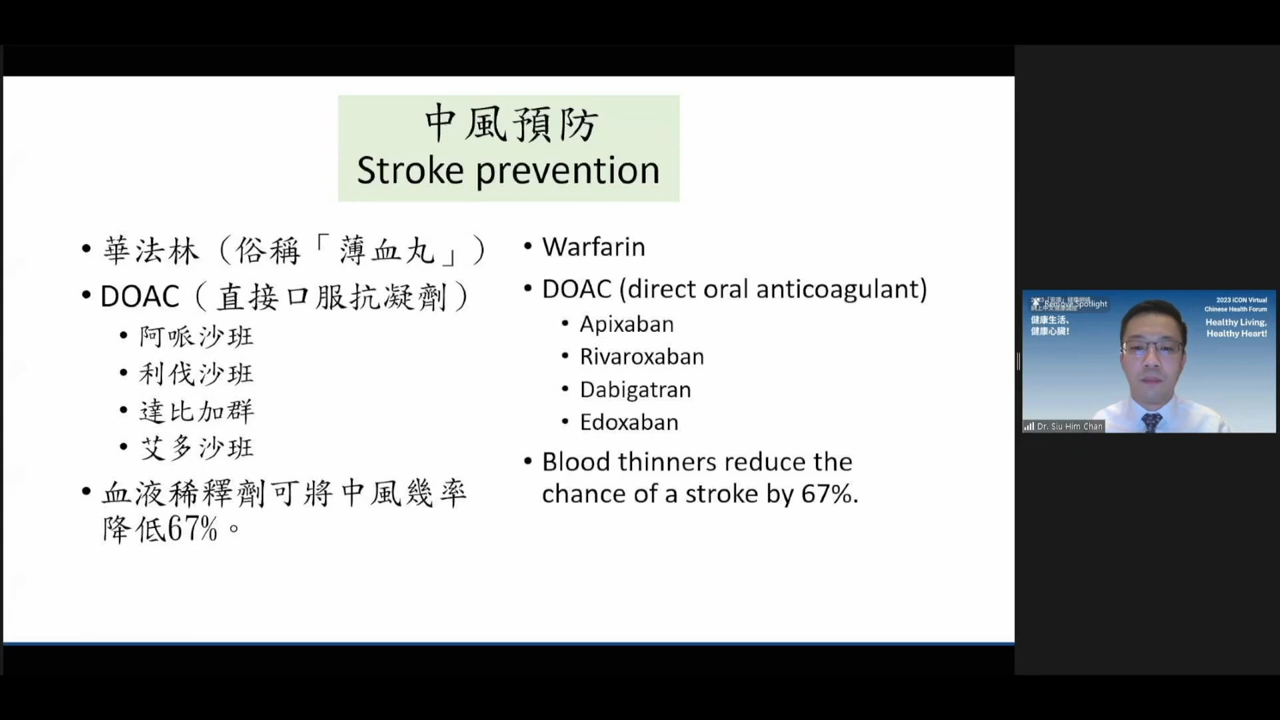 中風預防
Stroke prevention
• 華法林（俗稱「薄血丸」）
• DOAC（直接口服抗凝劑）
• 阿哌沙班
• 利伐沙班
• 達比加群
• 艾多沙班
• 血液稀釋劑可將中風幾率
降低67%。
• Warfarin
• DOAC (direct oral anticoagulant)
• Apixaban
• Rivaroxaban
• Dabigatran
• Edoxaban
• Blood thinners reduce the
chance of a stroke by 67%.
Remove Spotlight
健康生活、
健康心臟!
2023 iCON Virtual
Chinese Health Forum
Healthy Living,
Healthy Heart!
Dr. Siu Him Chan